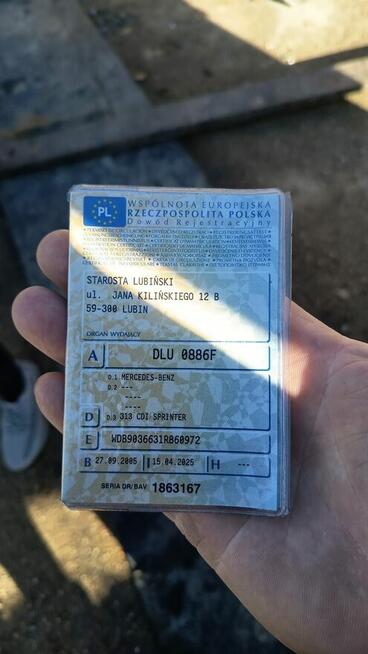 PL
WSPÓLNOTA EUROPEJSKA
RZECZPOSPOLITA POLSKA
Dowód Rejestracyjny
STAROSTA LUBIŃSKI
ul. JANA KILIŃSKIEGO 12 B
59-300 LUBIN
ORGAN WYDAJĄCY
A DLU 0886F
D.1 MERCEDES-BENZ
D.2 ---
----
----
D D.3 313 CDI SPRINTER
E WDB9036631R860972
B 27.09.2005 I 15.04.2025 H ---
SERIA DR/BAV 1863167